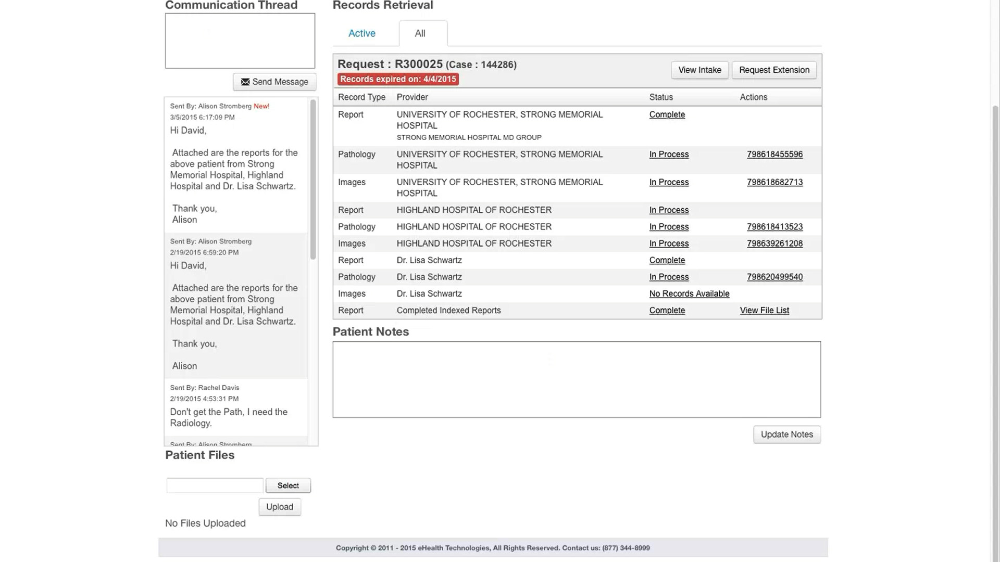 Communication Thread
Send Message
Sent By: Alison Stromberg New!
3/5/2015 6:17:09 PM
Hi David,
Attached are the reports for the
above patient from Strong
Memorial Hospital, Highland
Hospital and Dr. Lisa Schwartz.
Thank you,
Alison
Sent By: Alison Stromberg
2/19/2015 6:59:20 PM
Hi David,
Attached are the reports for the
above patient from Strong
Memorial Hospital, Highland
Hospital and Dr. Lisa Schwartz.
Thank you,
Alison
Sent By: Rachel Davis
2/19/2015 4:53:31 PM
Don't get the Path, I need the
Radiology.
Sent By: Alison Stromberg
Patient Files
Select
Upload
No Files Uploaded
Records Retrieval
Active All
Request : R300025 (Case : 144286)
Records expired on: 4/4/2015
View Intake Request Extension
Record Type Provider Status Actions
Report UNIVERSITY OF ROCHESTER, STRONG MEMORIAL Complete
HOSPITAL
STRONG MEMORIAL HOSPITAL MD GROUP
Pathology UNIVERSITY OF ROCHESTER, STRONG MEMORIAL In Process 798618455596
HOSPITAL
Images UNIVERSITY OF ROCHESTER, STRONG MEMORIAL In Process 798618682713
HOSPITAL
Report HIGHLAND HOSPITAL OF ROCHESTER In Process
Pathology HIGHLAND HOSPITAL OF ROCHESTER In Process 798618413523
Images HIGHLAND HOSPITAL OF ROCHESTER In Process 798639261208
Report Dr. Lisa Schwartz Complete
Pathology Dr. Lisa Schwartz In Process 798620499540
Images Dr. Lisa Schwartz No Records Available
Report Completed Indexed Reports Complete View File List
Patient Notes
Update Notes
Copyright © 2011 - 2015 eHealth Technologies, All Rights Reserved. Contact us: (877) 344-8999